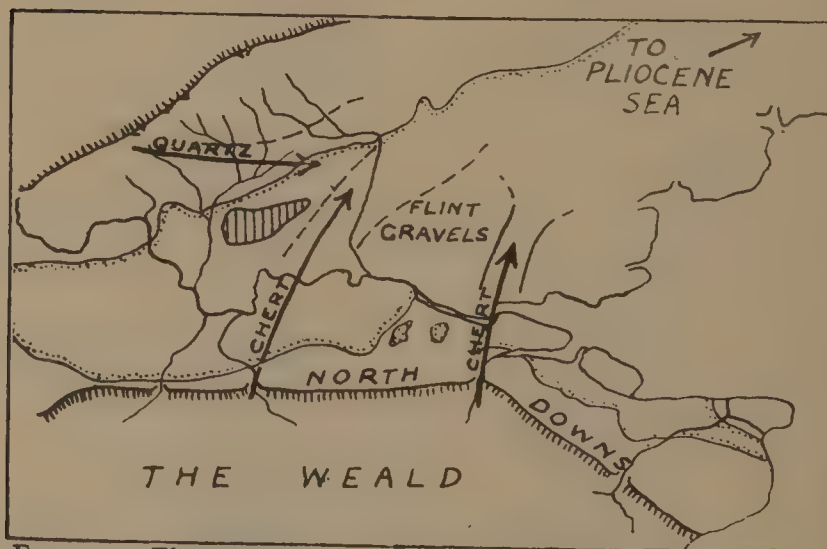 TO
PLIOCENE
SEA
QUARTZ
FLINT
GRAVELS
CHERT
CHERT
NORTH
DOWNS
THE WEALD